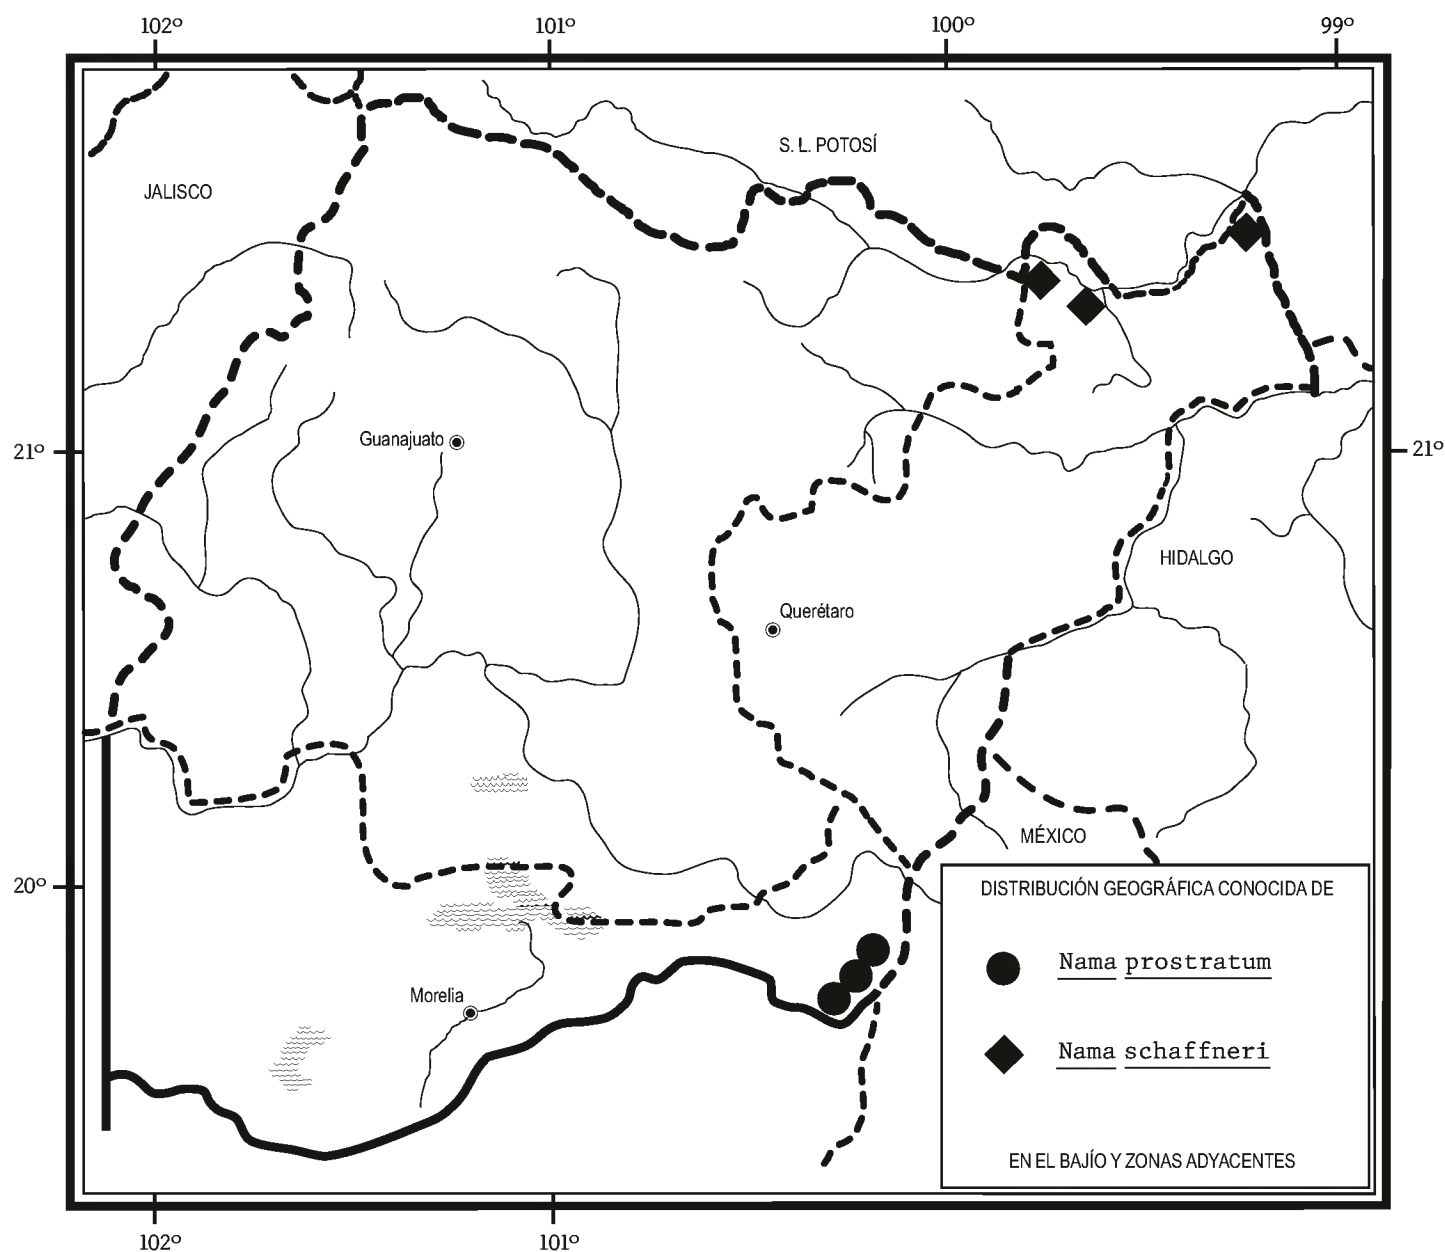 102º 101º 100º 99º
S. L. POTOSÍ
JALISCO
Guanajuato
21º 21º
HIDALGO
Querétaro
MÉXICO
20º
DISTRIBUCIÓN GEOGRÁFICA CONOCIDA DE
Nama prostratum
Morelia
Nama schaffneri
EN EL BAJÍO Y ZONAS ADYACENTES
102º 101º